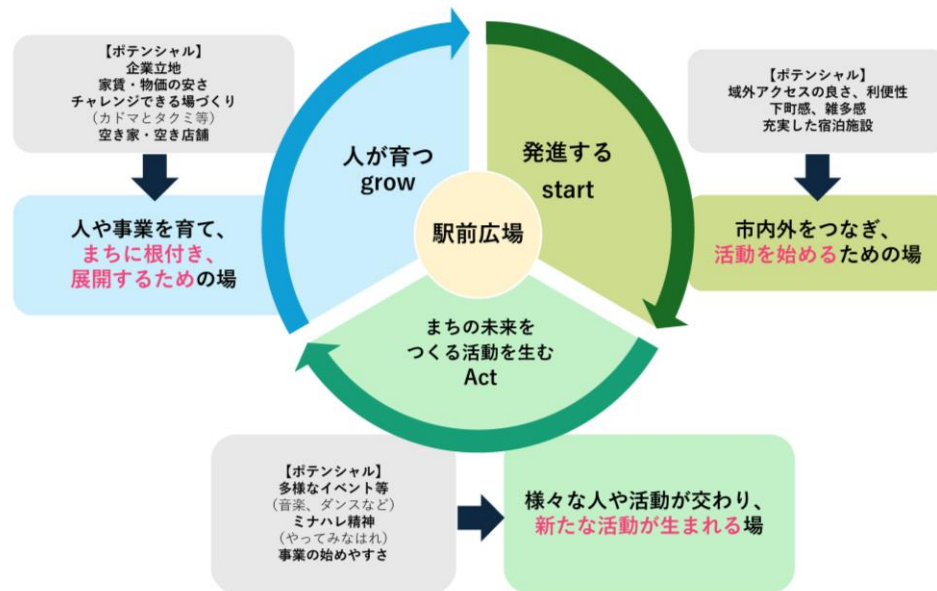 【ポテンシャル】
企業立地
家賃・物価の安さ
チャレンジできる場づくり
（カドマとタクミ等）
空き家・空き店舗
人や事業を育て、
まちに根付き、
展開するための場
人が育つ
grow
発進する
start
駅前広場
まちの未来を
つくる活動を生む
Act
【ポテンシャル】
域外アクセスの良さ、利便性
下町感、雑多感
充実した宿泊施設
市内外をつなぎ、
活動を始めるための場
【ポテンシャル】
多様なイベント等
（音楽、ダンスなど）
ミナハレ精神
（やってみなはれ）
事業の始めやすさ
様々な人や活動が交わり、
新たな活動が生まれる場